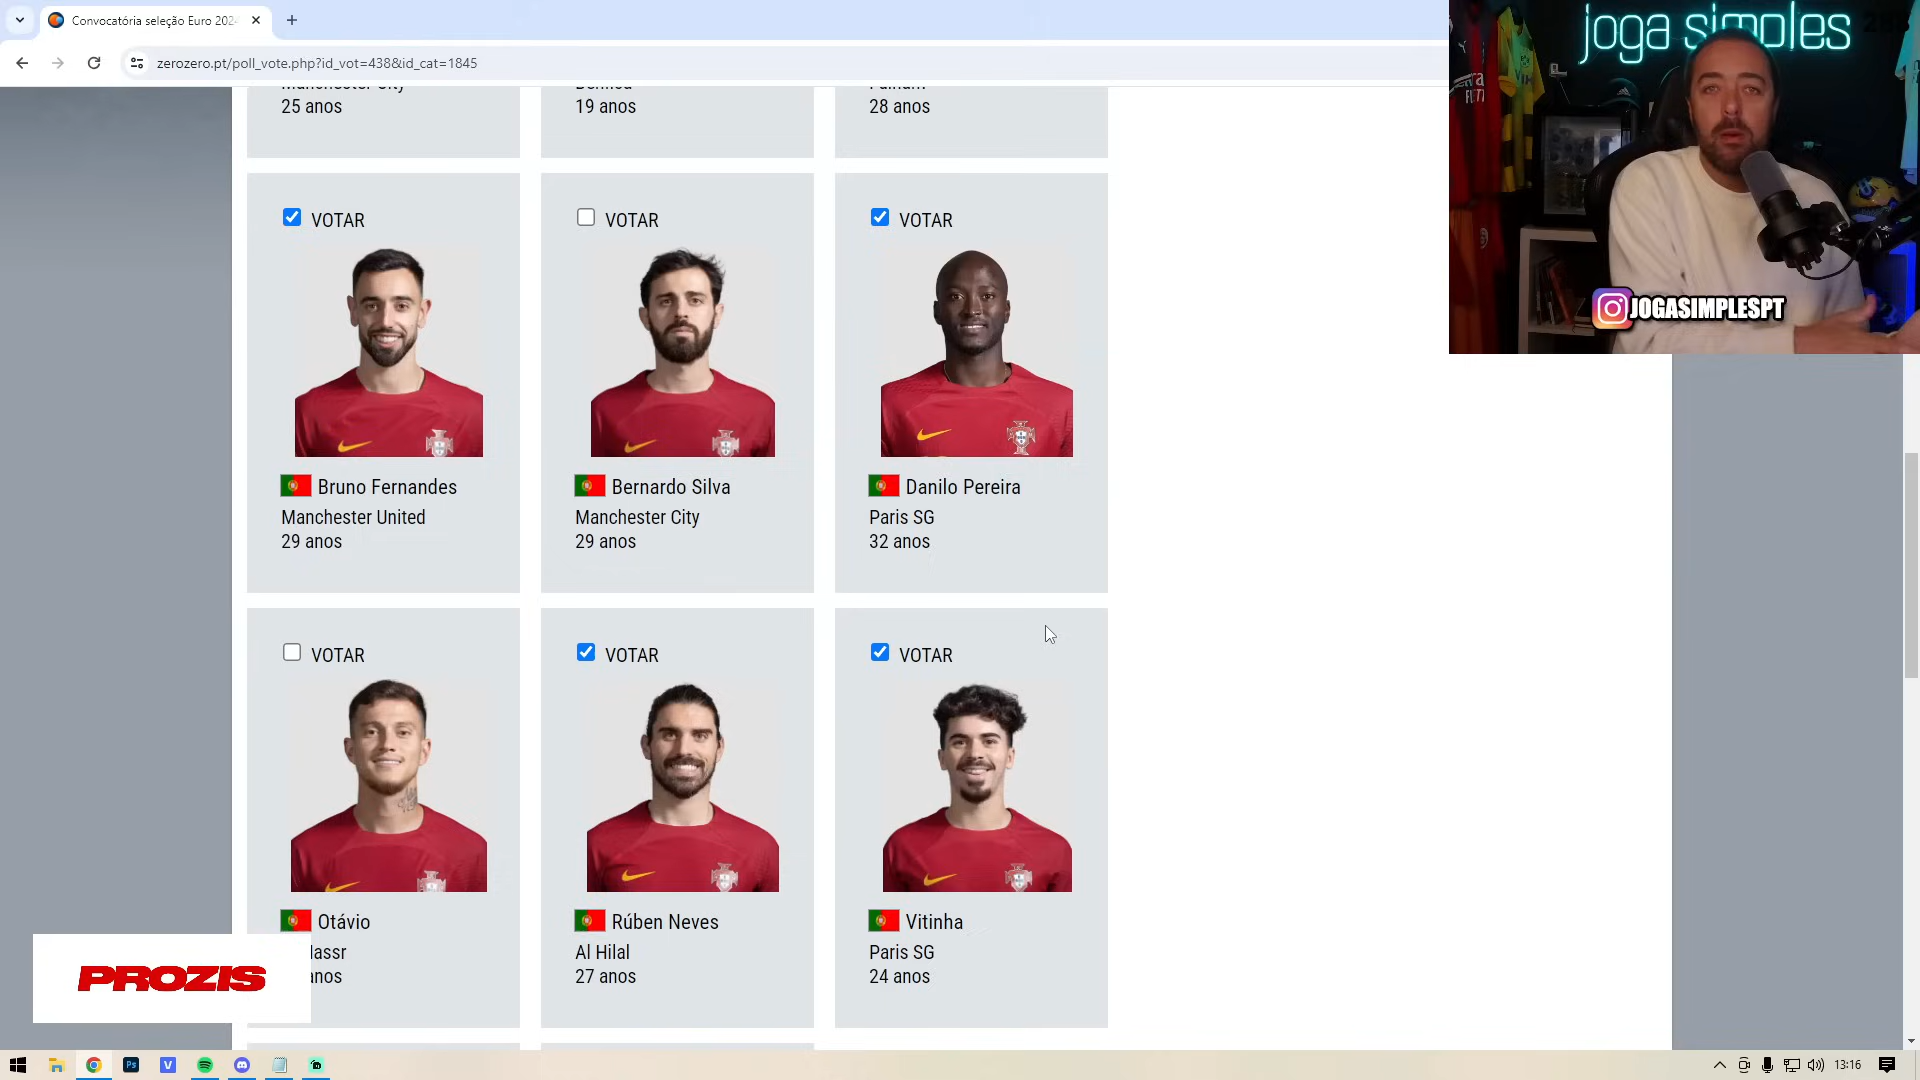 Convocatória seleção Euro 202
zerozero.pt/poll_vote.php?id_vot=438&id_cat=1845
joga simples
25 anos
19 anos
28 anos
VOTAR
VOTAR
VOTAR
JOGASIMPLESPT
Bruno Fernandes
Manchester United
29 anos
Bernardo Silva
Manchester City
29 anos
Danilo Pereira
Paris SG
32 anos
VOTAR
VOTAR
VOTAR
Otávio
assr
anos
Rúben Neves
Al Hilal
27 anos
Vitinha
Paris SG
24 anos
PROZIS
Ps
V
13:16